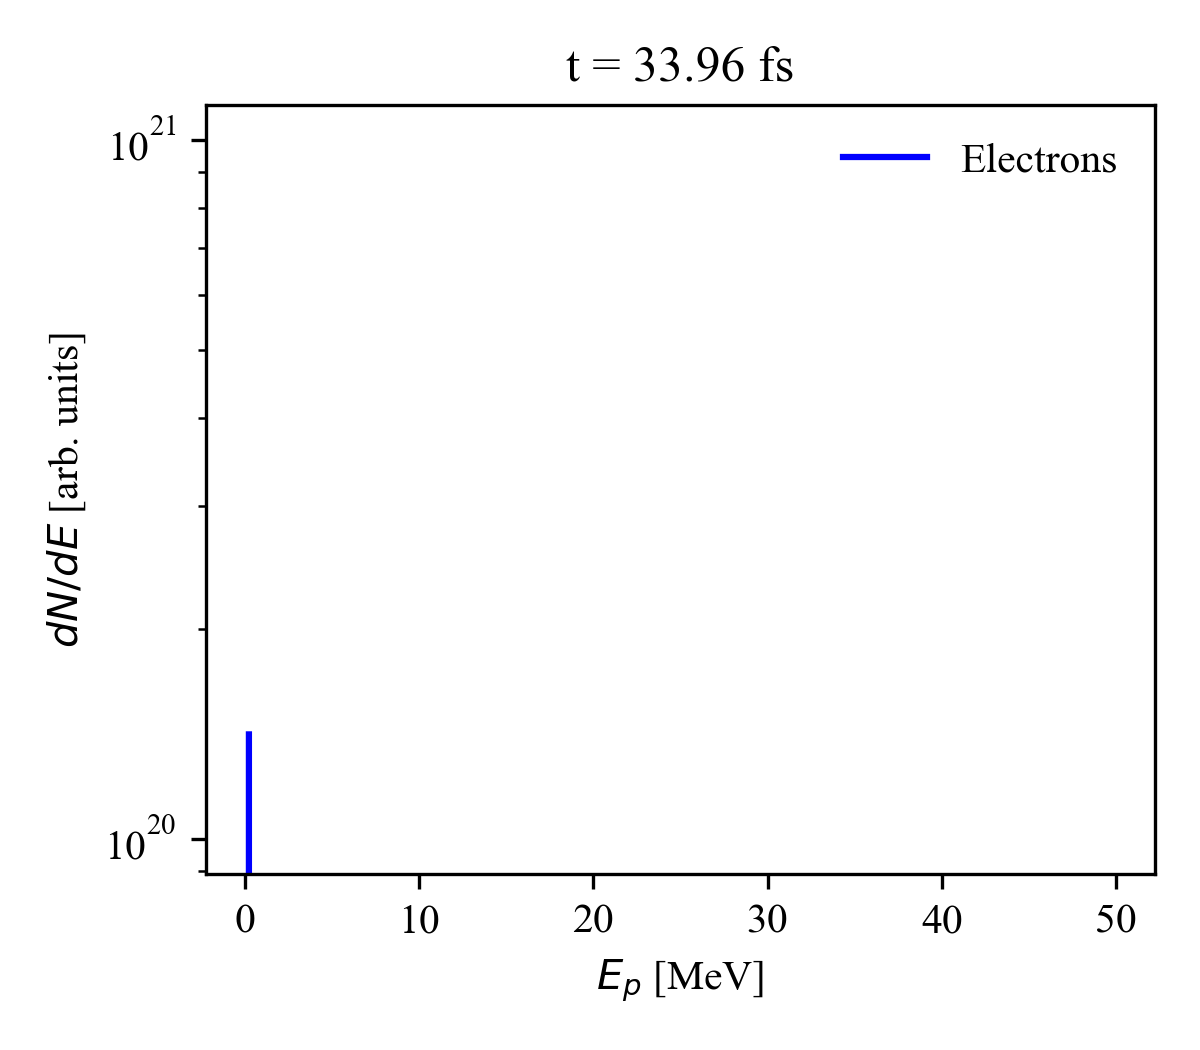 t = 33.96 fs
10^21
Electrons
dN/dE [arb. units]
10^20
0 10 20 30 40 50
E_p [MeV]